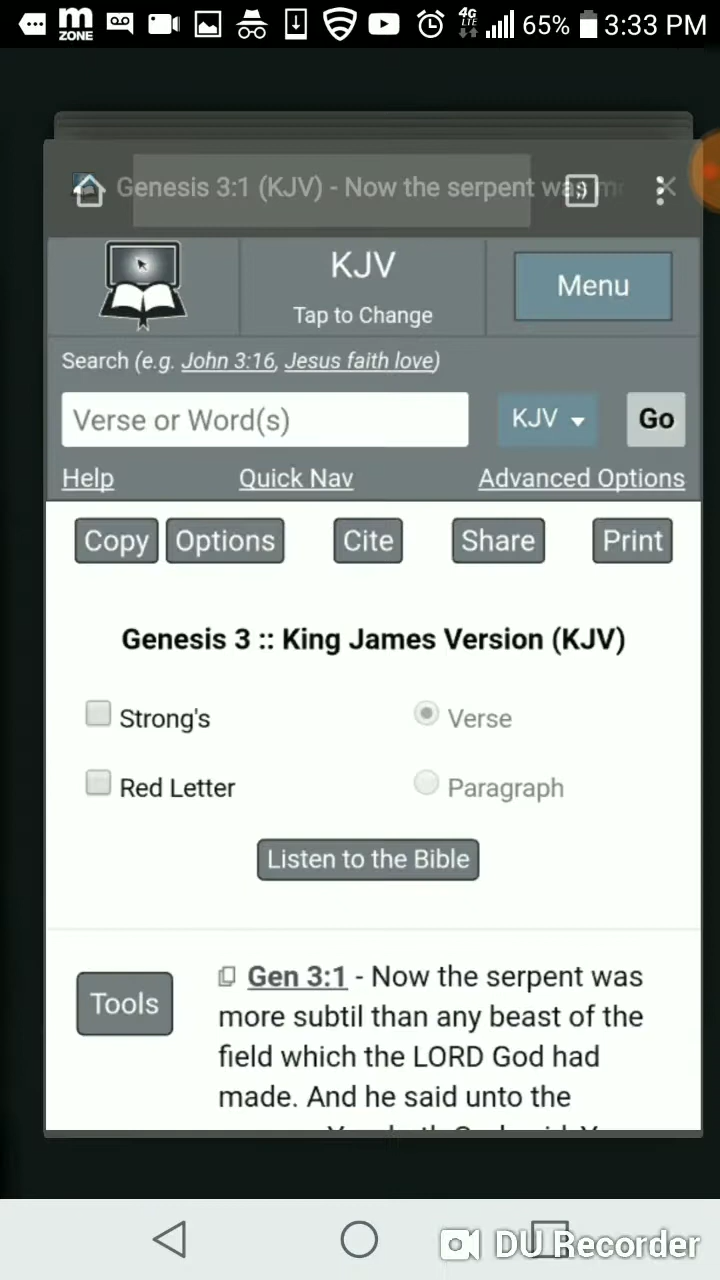 m ZONE 4G LTE 65% 3:33 PM
Genesis 3:1 (KJV) - Now the serpent was m :)
KJV
Tap to Change
Menu
Search (e.g. John 3:16, Jesus faith love)
Verse or Word(s) KJV Go
Help Quick Nav Advanced Options
Copy Options Cite Share Print
Genesis 3 :: King James Version (KJV)
Strong's Verse
Red Letter Paragraph
Listen to the Bible
Tools
Gen 3:1 - Now the serpent was
more subtil than any beast of the
field which the LORD God had
made. And he said unto the
DU Recorder